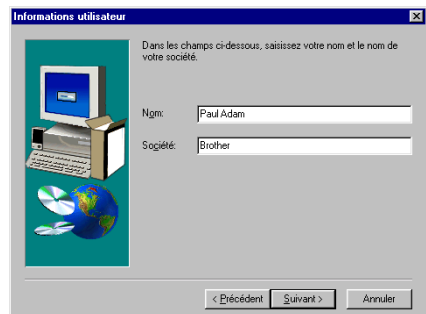 Informations utilisateur
Dans les champs ci-dessous, saisissez votre nom et le nom de
votre société.
Nom: Paul Adam
Société: Brother
< Précédent Suivant > Annuler